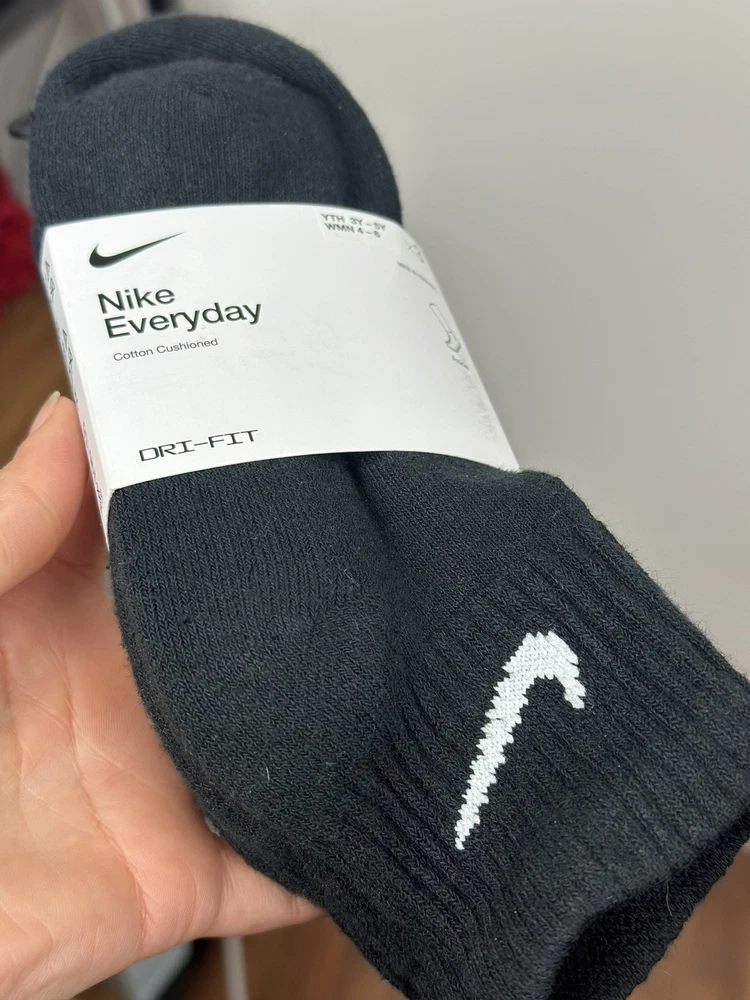 YTH 3Y – 5Y
WMN 4 – 6
Nike
Everyday
Cotton Cushioned
DRI-FIT